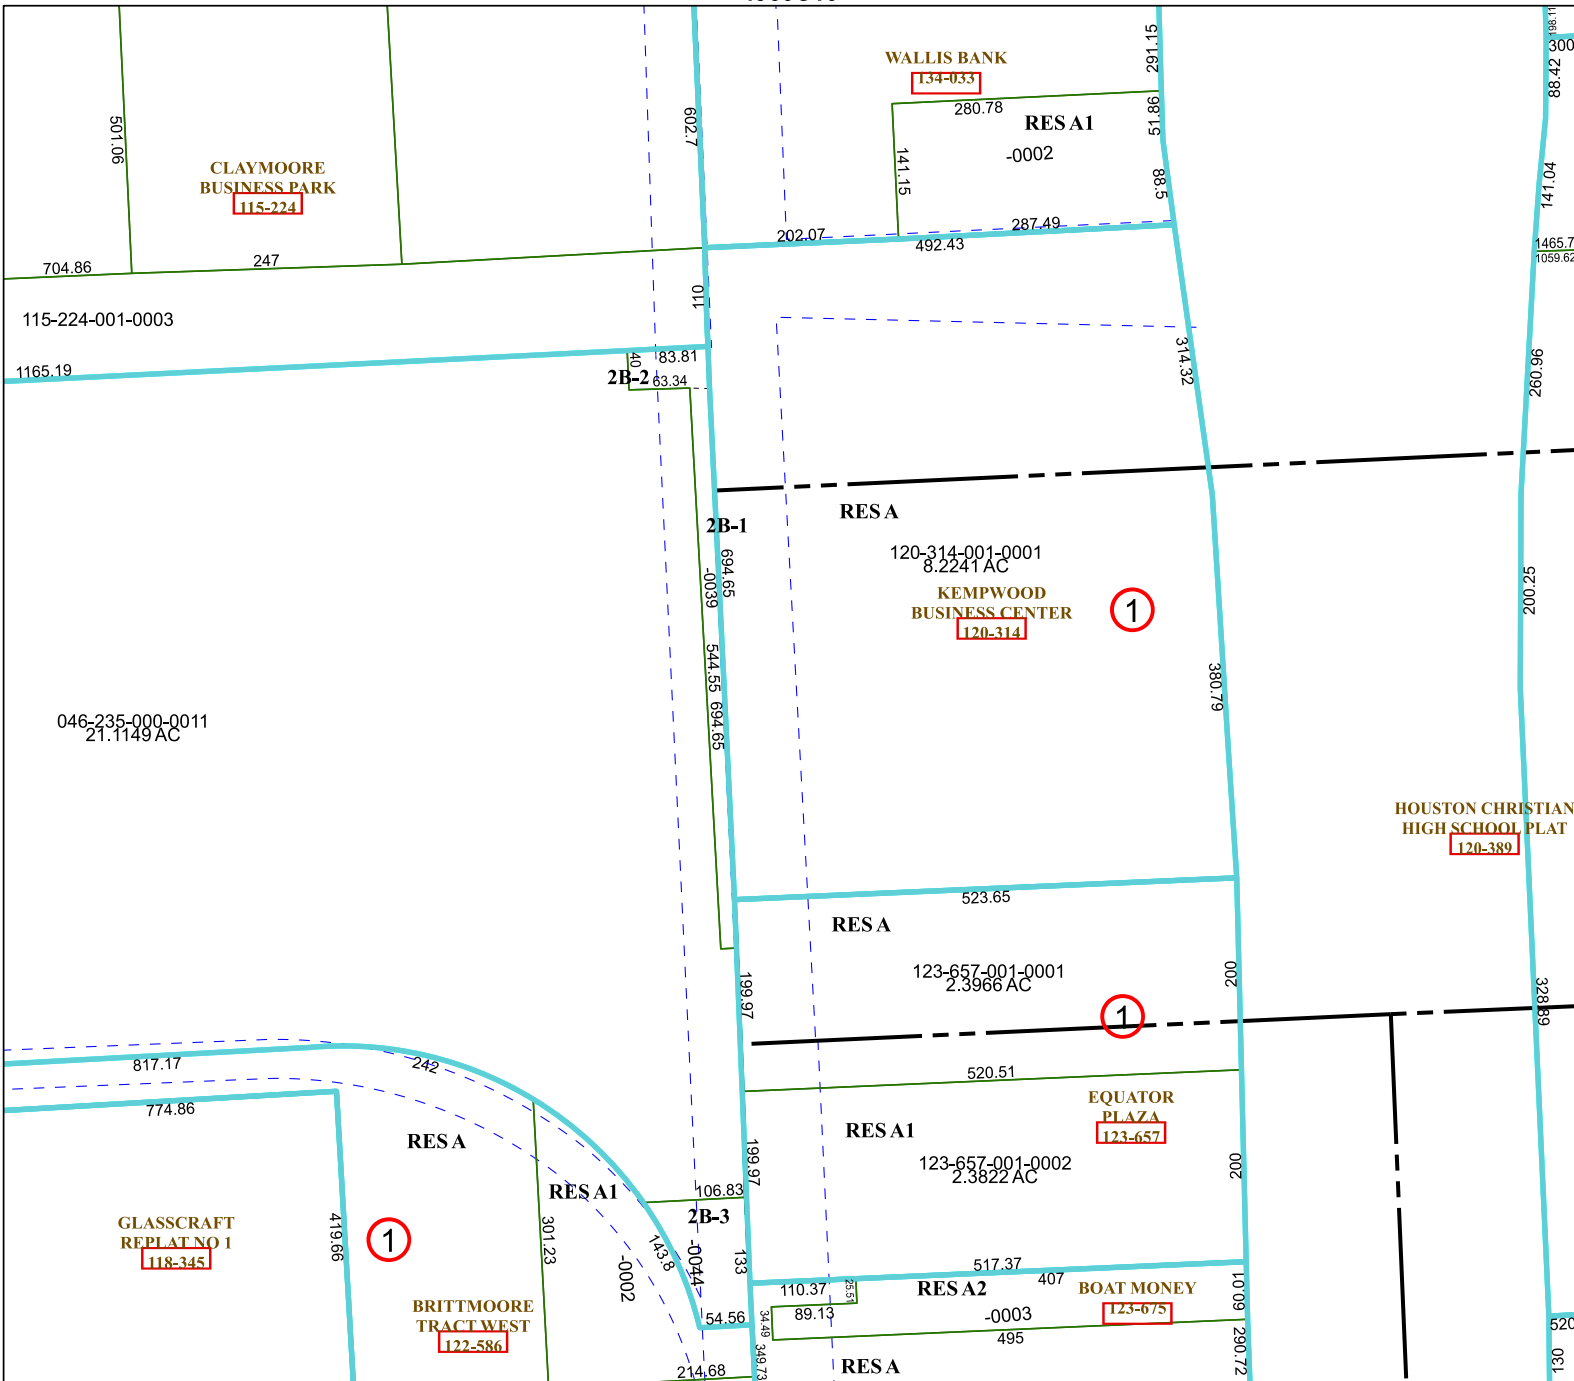 WALLIS BANK
134-033
280.78
RES A1
-0002
141.15
291.15
51.86
88.5
287.49
202.07
492.43
602.7
501.06
CLAYMOORE
BUSINESS PARK
115-224
704.86
247
110
115-224-001-0003
1165.19
83.81
40
2B-2
63.34
300
88.42
141.04
1465.7
1059.62
260.96
314.32
RES A
2B-1
694.65
-0039
544.55
694.65
120-314-001-0001
8.2241 AC
KEMPWOOD
BUSINESS CENTER
120-314
1
200.25
380.79
046-235-000-0011
21.1149 AC
HOUSTON CHRISTIAN
HIGH SCHOOL PLAT
120-389
523.65
RES A
123-657-001-0001
2.3966 AC
199.97
200
1
328.89
817.17
242
774.86
520.51
EQUATOR
PLAZA
123-657
RES A
RES A1
123-657-001-0002
2.3822 AC
199.97
200
RES A1
106.83
2B-3
-0044
143.8
133
GLASSCRAFT
REPLAT NO 1
118-345
419.66
1
301.23
-0002
BRITTMOORE
TRACT WEST
122-586
54.56
214.68
517.37
407
110.37
25.51
RES A2
BOAT MONEY
123-675
89.13
-0003
34.49
495
60.01
290.72
349.73
RES A
520
130